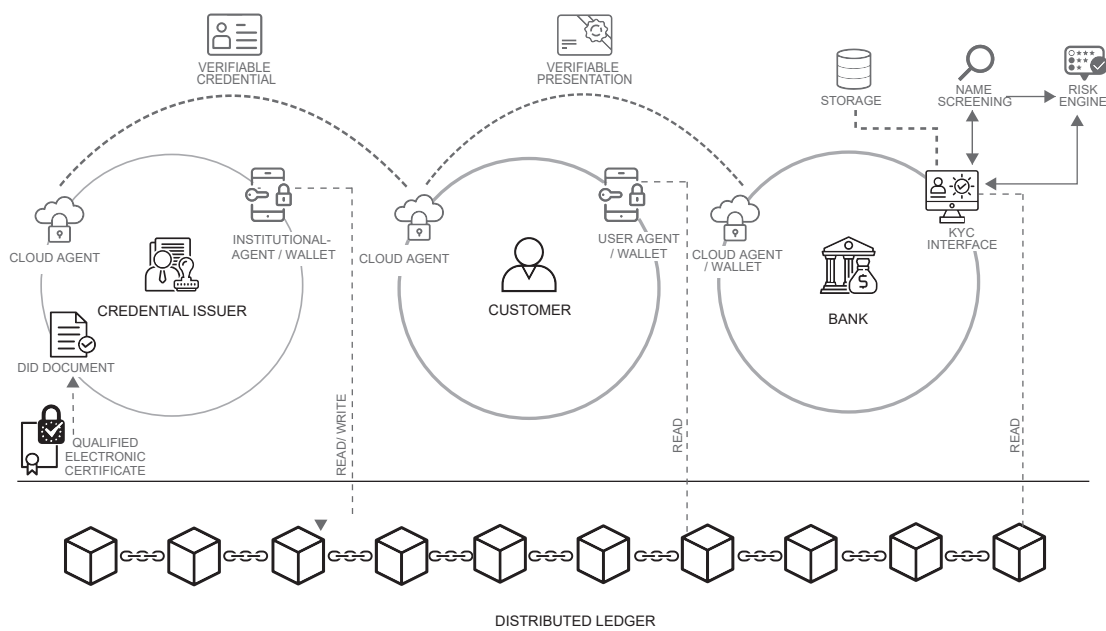 VERIFIABLE
CREDENTIAL
VERIFIABLE
PRESENTATION
STORAGE
NAME
SCREENING
RISK
ENGINE
CLOUD AGENT
INSTITUTIONAL-
AGENT / WALLET
CREDENTIAL ISSUER
DID DOCUMENT
QUALIFIED
ELECTRONIC
CERTIFICATE
READ/ WRITE
CLOUD AGENT
USER AGENT
/ WALLET
CUSTOMER
READ
CLOUD AGENT
/ WALLET
KYC
INTERFACE
$
BANK
READ
DISTRIBUTED LEDGER